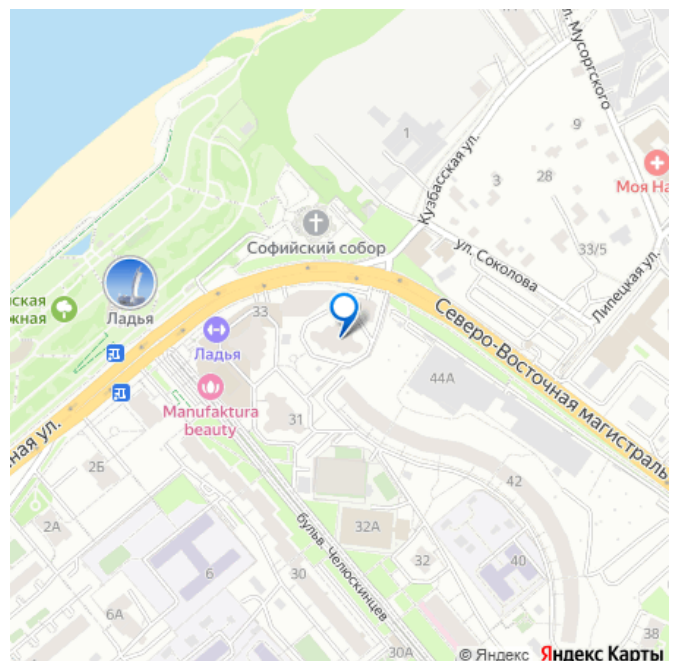 ул. Мусоргского
1
9
Кузбасская ул.
3
28
Моя На
Софийский собор
ул. Соколова
33/5
Липецкая ул.
ская
жная
Ладья
33
Северо-Восточная магистраль
Ладья
44А
Manufaktura
beauty
31
ная ул.
2Б
42
2А
32А
бульв. Челюскинцев
6
30
32
40
6А
30А
38
© Яндекс Яндекс Карты